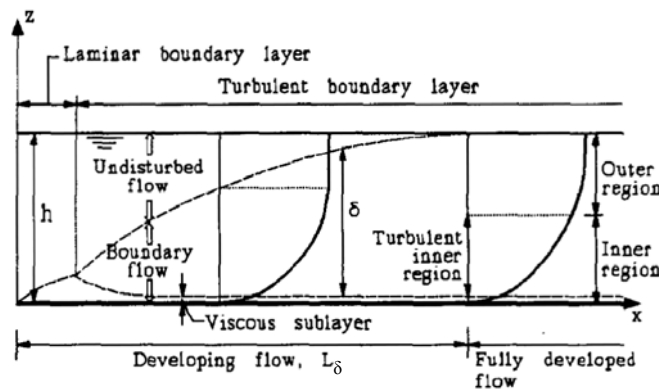 z
Laminar boundary layer
Turbulent boundary layer
Undisturbed
flow
h
Boundary
flow
δ
Turbulent
inner
region
Outer
region
Inner
region
x
Viscous sublayer
Developing flow, Lδ
Fully developed
flow